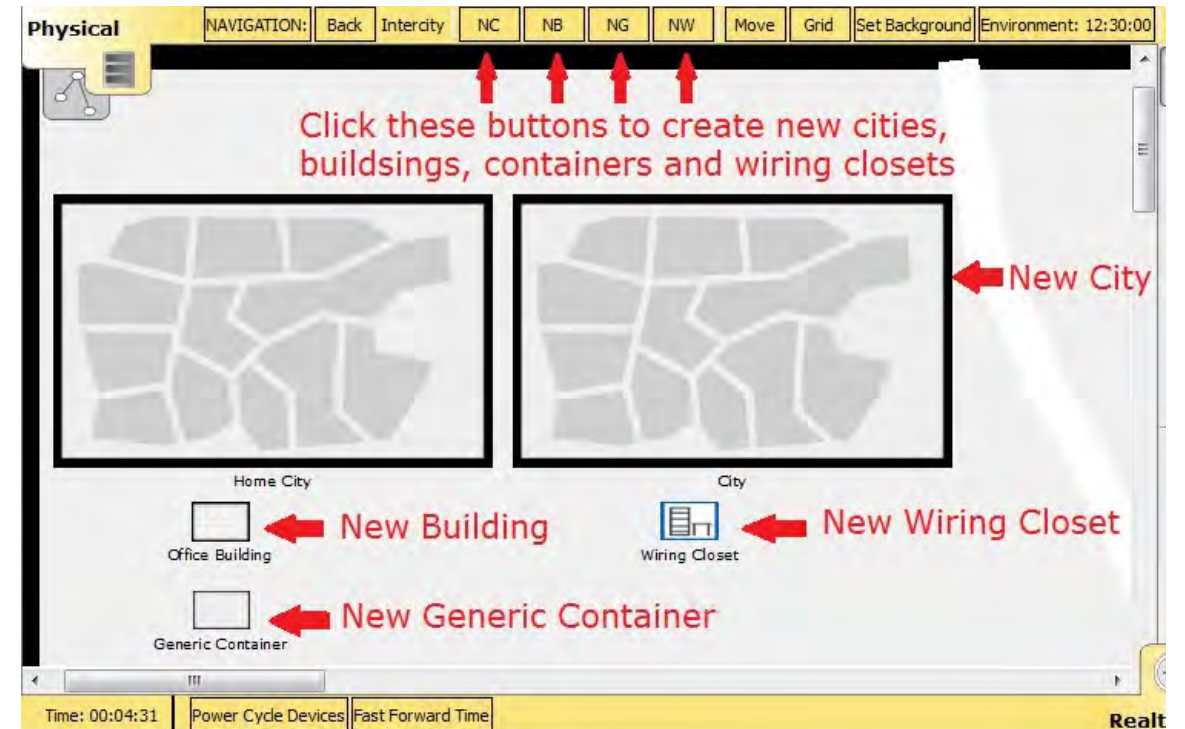 Physical
NAVIGATION: Back Intercity NC NB NG NW Move Grid Set Background Environment: 12:30:00
Click these buttons to create new cities,
buildsings, containers and wiring closets
New City
Home City
City
New Building
New Wiring Closet
Office Building
Wiring Closet
New Generic Container
Generic Container
Time: 00:04:31 Power Cycle Devices Fast Forward Time
Realt